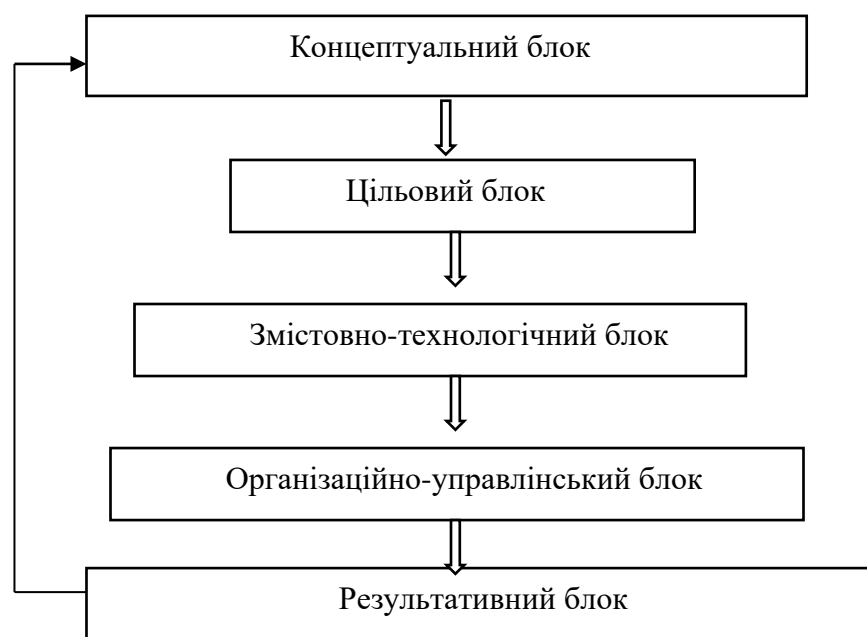 Концептуальний блок
Цільовий блок
Змістовно-технологічний блок
Організаційно-управлінський блок
Результативний блок